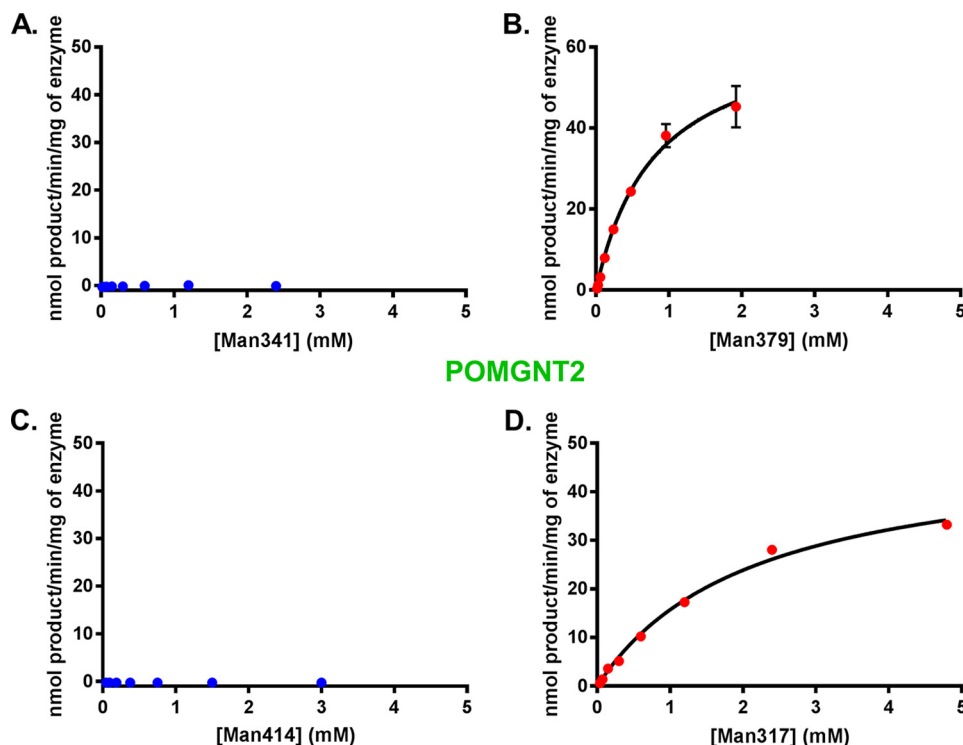 A.
nmol product/min/mg of enzyme
50
40
30
20
10
0
0 1 2 3 4 5
[Man341] (mM)
B.
nmol product/min/mg of enzyme
60
40
20
0
0 1 2 3 4 5
[Man379] (mM)
POMGNT2
C.
nmol product/min/mg of enzyme
50
40
30
20
10
0
0 1 2 3 4 5
[Man414] (mM)
D.
nmol product/min/mg of enzyme
50
40
30
20
10
0
0 1 2 3 4 5
[Man317] (mM)